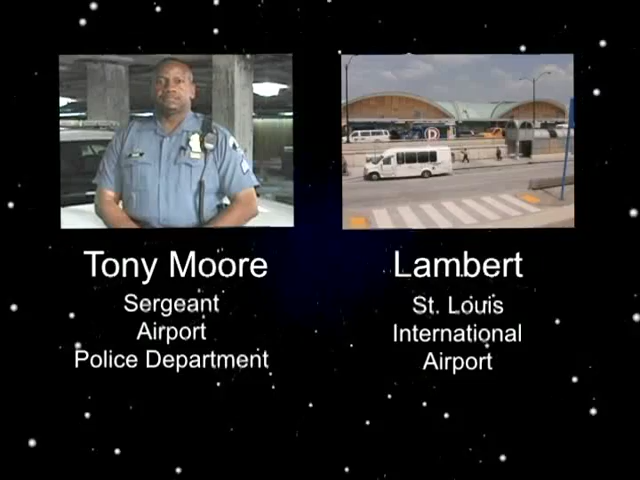 Tony Moore
Sergeant
Airport
Police Department
Lambert
St. Louis
International
Airport